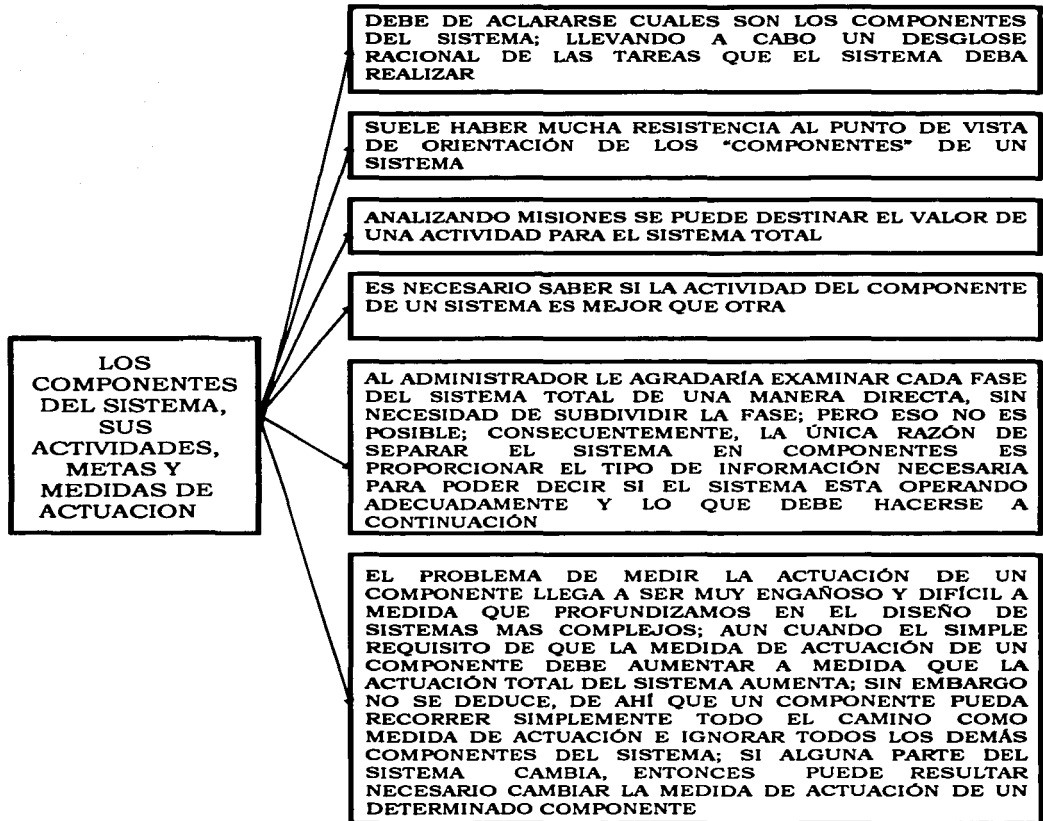 DEBE DE ACLARARSE CUALES SON LOS COMPONENTES
DEL SISTEMA; LLEVANDO A CABO UN DESGLOSE
RACIONAL DE LAS TAREAS QUE EL SISTEMA DEBA
REALIZAR
SUELE HABER MUCHA RESISTENCIA AL PUNTO DE VISTA
DE ORIENTACIÓN DE LOS "COMPONENTES" DE UN
SISTEMA
ANALIZANDO MISIONES SE PUEDE DESTINAR EL VALOR DE
UNA ACTIVIDAD PARA EL SISTEMA TOTAL
ES NECESARIO SABER SI LA ACTIVIDAD DEL COMPONENTE
DE UN SISTEMA ES MEJOR QUE OTRA
LOS
COMPONENTES
DEL SISTEMA,
SUS
ACTIVIDADES,
METAS Y
MEDIDAS DE
ACTUACION
AL ADMINISTRADOR LE AGRADARÍA EXAMINAR CADA FASE
DEL SISTEMA TOTAL DE UNA MANERA DIRECTA, SIN
NECESIDAD DE SUBDIVIDIR LA FASE; PERO ESO NO ES
POSIBLE; CONSECUENTEMENTE, LA ÚNICA RAZÓN DE
SEPARAR EL SISTEMA EN COMPONENTES ES
PROPORCIONAR EL TIPO DE INFORMACIÓN NECESARIA
PARA PODER DECIR SI EL SISTEMA ESTA OPERANDO
ADECUADAMENTE Y LO QUE DEBE HACERSE A
CONTINUACIÓN
EL PROBLEMA DE MEDIR LA ACTUACIÓN DE UN
COMPONENTE LLEGA A SER MUY ENGAÑOSO Y DIFÍCIL A
MEDIDA QUE PROFUNDIZAMOS EN EL DISEÑO DE
SISTEMAS MAS COMPLEJOS; AUN CUANDO EL SIMPLE
REQUISITO DE QUE LA MEDIDA DE ACTUACIÓN DE UN
COMPONENTE DEBE AUMENTAR A MEDIDA QUE LA
ACTUACIÓN TOTAL DEL SISTEMA AUMENTA; SIN EMBARGO
NO SE DEDUCE, DE AHÍ QUE UN COMPONENTE PUEDA
RECORRER SIMPLEMENTE TODO EL CAMINO COMO
MEDIDA DE ACTUACIÓN E IGNORAR TODOS LOS DEMÁS
COMPONENTES DEL SISTEMA; SI ALGUNA PARTE DEL
SISTEMA CAMBIA, ENTONCES PUEDE RESULTAR
NECESARIO CAMBIAR LA MEDIDA DE ACTUACIÓN DE UN
DETERMINADO COMPONENTE